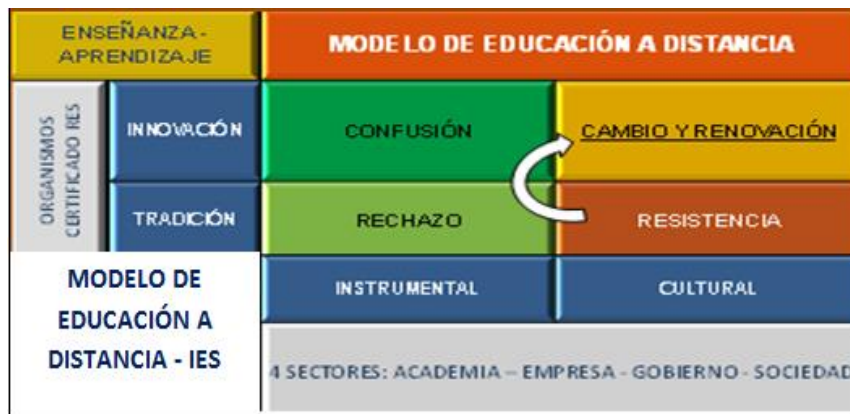 ENSEÑANZA -
APRENDIZAJE
MODELO DE EDUCACIÓN A DISTANCIA
ORGANISMOS
CERTIFICADO RES
INNOVACIÓN
CONFUSIÓN
CAMBIO Y RENOVACIÓN
TRADICIÓN
RECHAZO
RESISTENCIA
MODELO DE
EDUCACIÓN A
DISTANCIA - IES
INSTRUMENTAL
CULTURAL
4 SECTORES: ACADEMIA – EMPRESA - GOBIERNO - SOCIEDAD